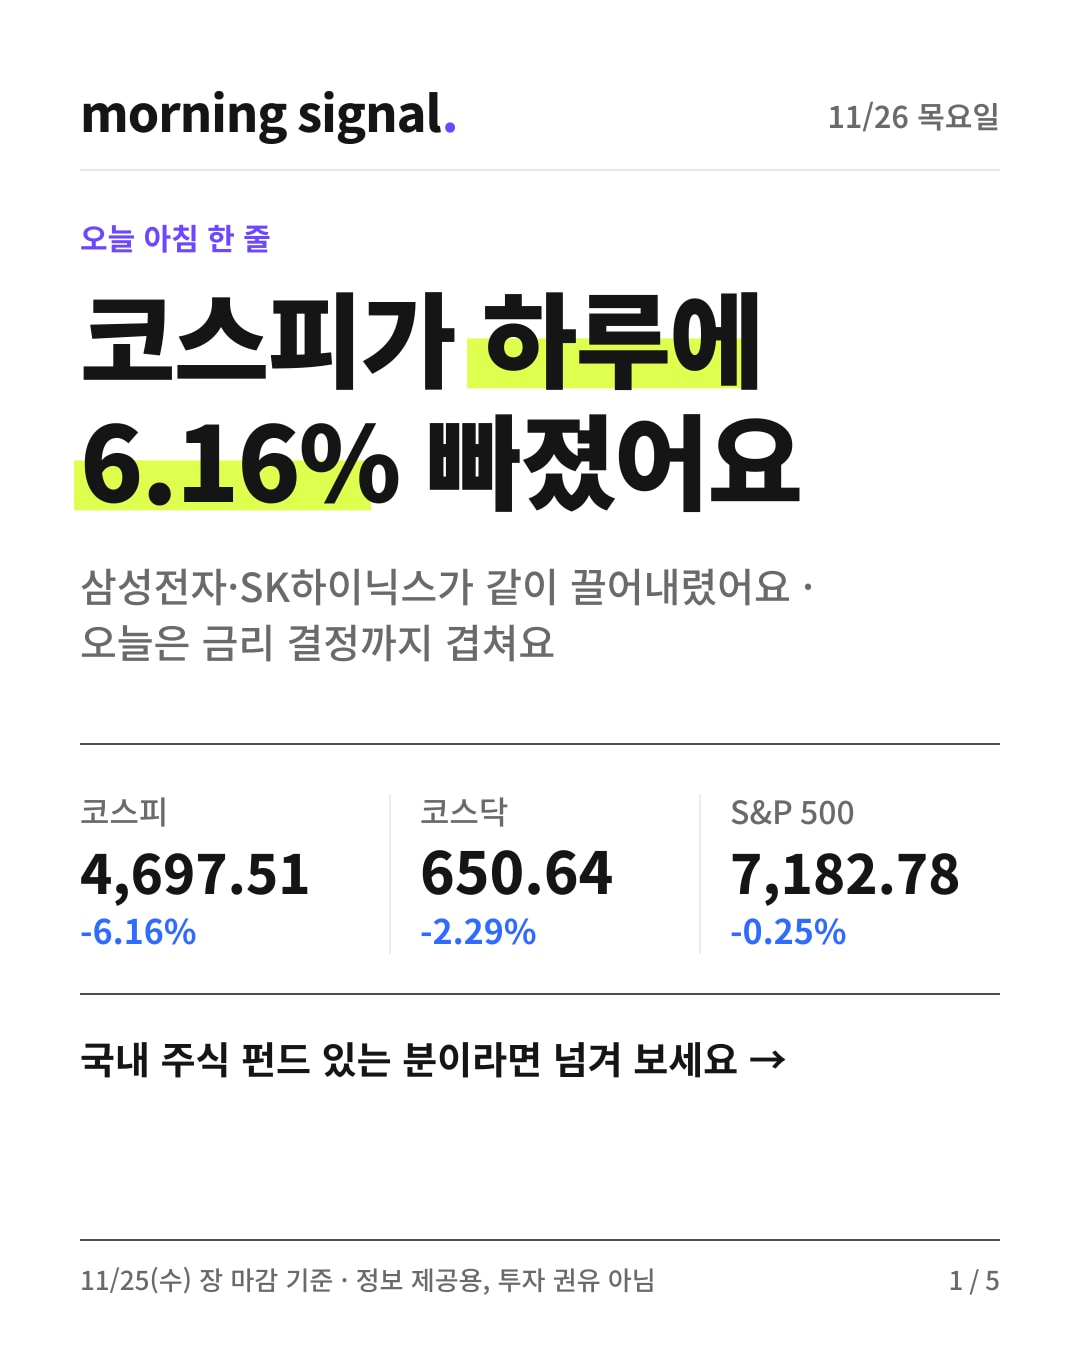 morning signal.
11/26 목요일
오늘 아침 한 줄
코스피가 하루에
6.16% 빠졌어요
삼성전자·SK하이닉스가 같이 끌어내렸어요 ·
오늘은 금리 결정까지 겹쳐요
코스피
4,697.51
-6.16%
코스닥
650.64
-2.29%
S&P 500
7,182.78
-0.25%
국내 주식 펀드 있는 분이라면 넘겨 보세요 →
11/25(수) 장 마감 기준 · 정보 제공용, 투자 권유 아님
1 / 5